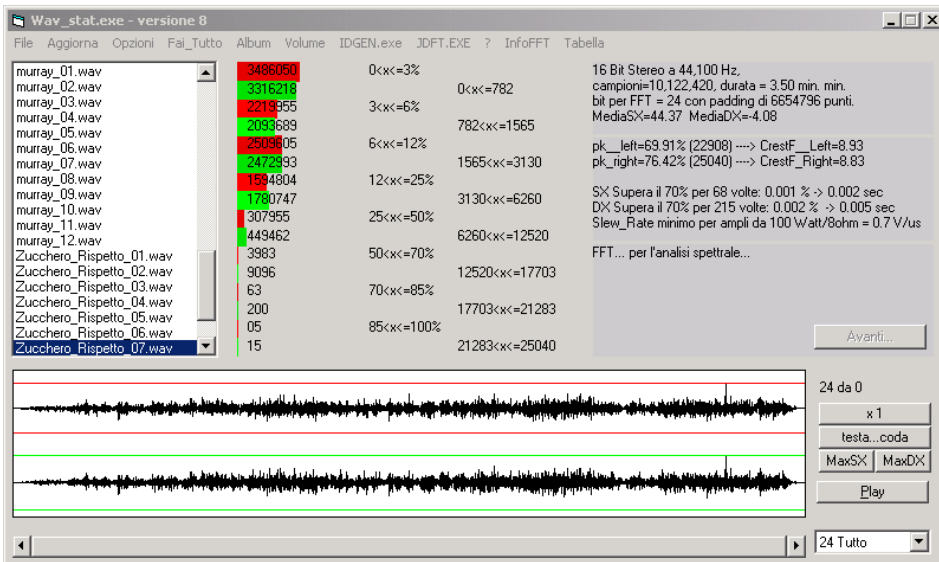 Wav_stat.exe - versione 8
File Aggiorna Opzioni Fai_Tutto Album Volume IDGEN.exe JDFT.EXE ? InfoFFT Tabella
murray_01.wav
murray_02.wav
murray_03.wav
murray_04.wav
murray_05.wav
murray_06.wav
murray_07.wav
murray_08.wav
murray_09.wav
murray_10.wav
murray_11.wav
murray_12.wav
Zucchero_Rispetto_01.wav
Zucchero_Rispetto_02.wav
Zucchero_Rispetto_03.wav
Zucchero_Rispetto_04.wav
Zucchero_Rispetto_05.wav
Zucchero_Rispetto_06.wav
Zucchero_Rispetto_07.wav
3486050 0<x<=3%
3316218 0<x<=782
2219955 3<x<=6%
2093689 782<x<=1565
2509605 6<x<=12%
2472993 1565<x<=3130
1594804 12<x<=25%
1780747 3130<x<=6260
307955 25<x<=50%
449462 6260<x<=12520
3983 50<x<=70%
9096 12520<x<=17703
63 70<x<=85%
200 17703<x<=21283
05 85<x<=100%
15 21283<x<=25040
16 Bit Stereo a 44,100 Hz,
campioni=10,122,420, durata = 3.50 min. min.
bit per FFT = 24 con padding di 6654796 punti.
MediaSX=44.37 MediaDX=-4.08
pk__left=69.91% (22908) ----> CrestF__Left=8.93
pk_right=76.42% (25040) ----> CrestF_Right=8.83
SX Supera il 70% per 68 volte: 0.001 % -> 0.002 sec
DX Supera il 70% per 215 volte: 0.002 % -> 0.005 sec
Slew_Rate minimo per ampli da 100 Watt/8ohm = 0.7 V/us
FFT... per l'analisi spettrale...
Avanti...
24 da 0
x 1
testa...coda
MaxSX MaxDX
Play
24 Tutto